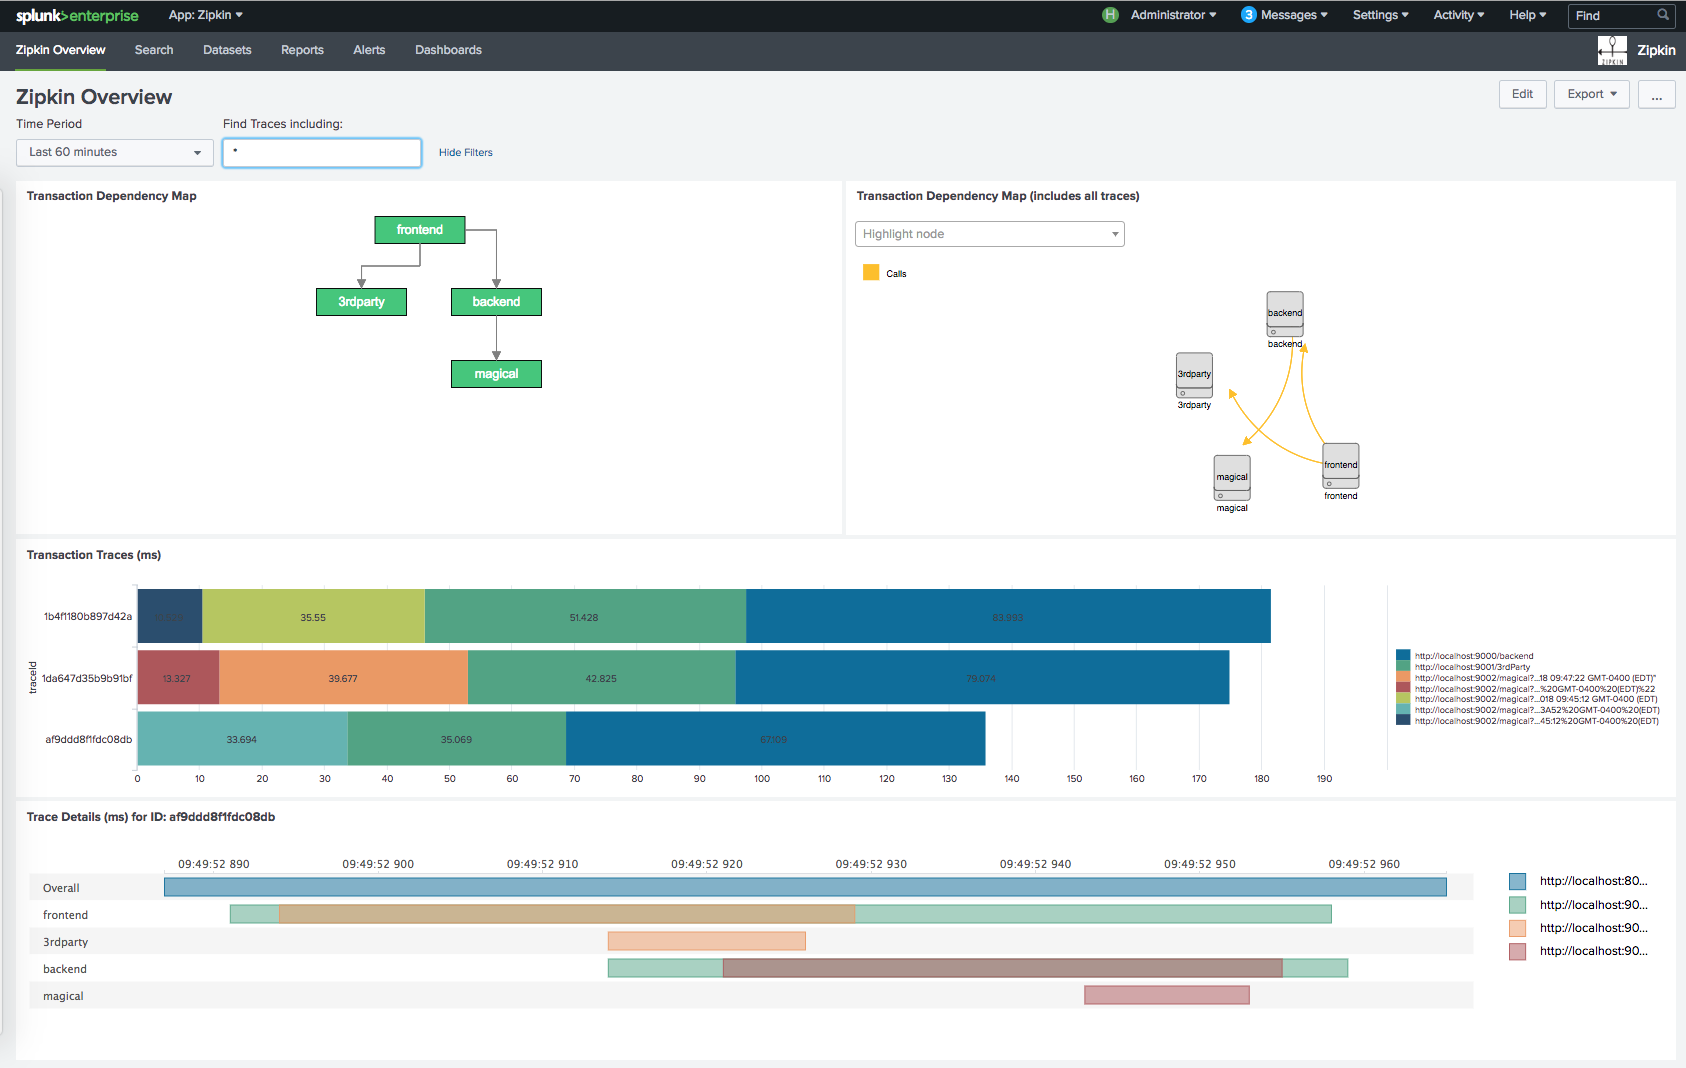 splunk>enterprise App: Zipkin H Administrator 3 Messages Settings Activity Help Find
Zipkin Overview Search Datasets Reports Alerts Dashboards ZIPKIN Zipkin
Zipkin Overview Edit Export ...
Time Period Find Traces including:
Last 60 minutes * Hide Filters
Transaction Dependency Map
frontend
3rdparty backend
magical
Transaction Dependency Map (includes all traces)
Highlight node
Calls
backend
backend
3rdparty
3rdparty
frontend
magical
frontend
magical
Transaction Traces (ms)
traceId
1b4f1180b897d42a 35.55 51.428 83.993
1da647d35b9b91bf 13.327 39.677 42.825 79.074
af9ddd8f1fdc08db 33.694 35.069 67.109
0 10 20 30 40 50 60 70 80 90 100 110 120 130 140 150 160 170 180 190
http://localhost:9000/backend
http://localhost:9001/3rdParty
http://localhost:9002/magical?...18 09:47:22 GMT-0400 (EDT)"
http://localhost:9002/magical?...%20GMT-0400%20(EDT)%22
http://localhost:9002/magical?...018 09:45:12 GMT-0400 (EDT)
http://localhost:9002/magical?...3A52%20GMT-0400%20(EDT)
http://localhost:9002/magical?...45:12%20GMT-0400%20(EDT)
Trace Details (ms) for ID: af9ddd8f1fdc08db
09:49:52 890 09:49:52 900 09:49:52 910 09:49:52 920 09:49:52 930 09:49:52 940 09:49:52 950 09:49:52 960
Overall
frontend
3rdparty
backend
magical
http://localhost:80...
http://localhost:90...
http://localhost:90...
http://localhost:90...